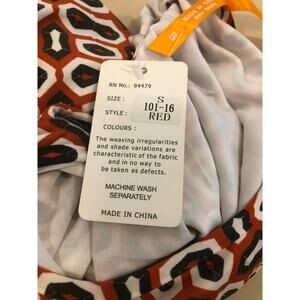 RN No.: 94479
SIZE : S
STYLE : 101-16
RED
COLOURS :
The weaving irregularities
and shade variations are
characteristic of the fabric
and in no way to
be taken as defects.
MACHINE WASH
SEPARATELY
MADE IN CHINA